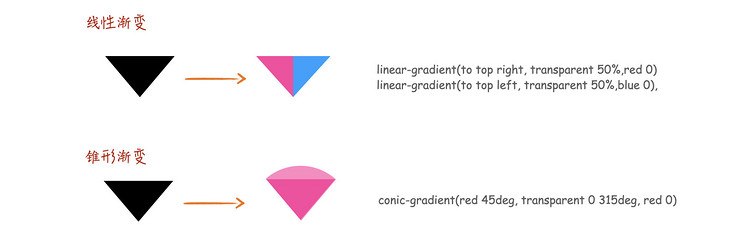 线性渐变
linear-gradient(to top right, transparent 50%,red 0)
linear-gradient(to top left, transparent 50%,blue 0),
锥形渐变
conic-gradient(red 45deg, transparent 0 315deg, red 0)